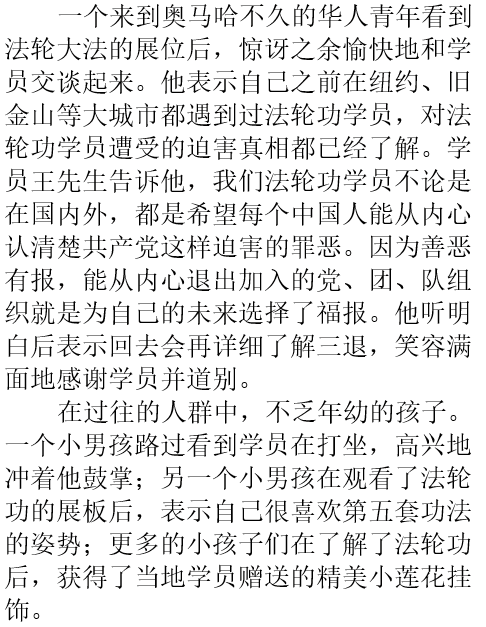 一个来到奥马哈不久的华人青年看到
法轮大法的展位后，惊讶之余愉快地和学
员交谈起来。他表示自己之前在纽约、旧
金山等大城市都遇到过法轮功学员，对法
轮功学员遭受的迫害真相都已经了解。学
员王先生告诉他，我们法轮功学员不论是
在国内外，都是希望每个中国人能从内心
认清楚共产党这样迫害的罪恶。因为善恶
有报，能从内心退出加入的党、团、队组
织就是为自己的未来选择了福报。他听明
白后表示回去会再详细了解三退，笑容满
面地感谢学员并道别。
在过往的人群中，不乏年幼的孩子。
一个小男孩路过看到学员在打坐，高兴地
冲着他鼓掌；另一个小男孩在观看了法轮
功的展板后，表示自己很喜欢第五套功法
的姿势；更多的小孩子们在了解了法轮功
后，获得了当地学员赠送的精美小莲花挂
饰。